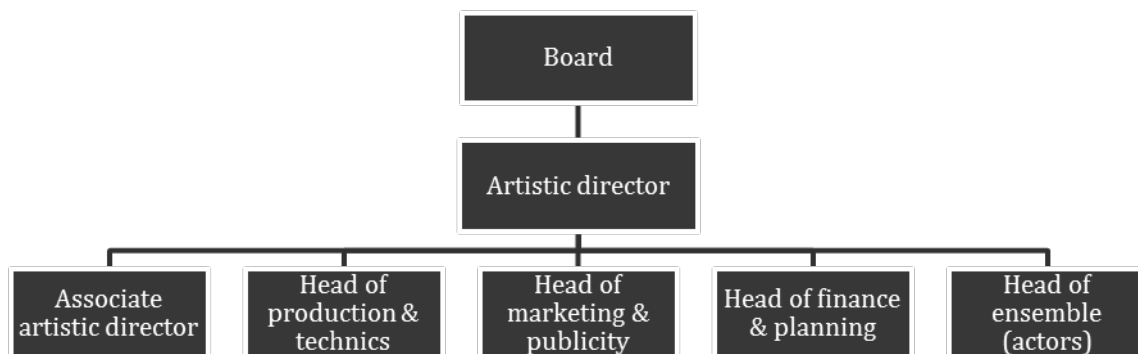 Board
Artistic director
Associate
artistic director
Head of
production &
technics
Head of
marketing &
publicity
Head of finance
& planning
Head of
ensemble
(actors)